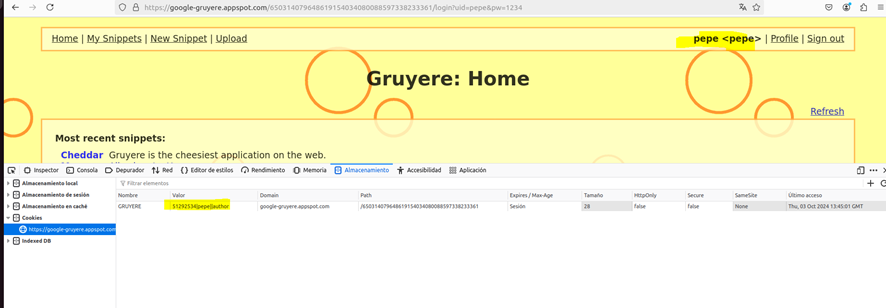 https://google-gruyere.appspot.com/650314079648619154034080088597338233361/login?uid=pepe&pw=1234
Home | My Snippets | New Snippet | Upload
pepe <pepe> | Profile | Sign out
Gruyere: Home
Refresh
Most recent snippets:
Cheddar Gruyere is the cheesiest application on the web.
Inspector Consola Depurador Red Editor de estilos Rendimiento Memoria Almacenamiento Accesibilidad Aplicación
Almacenamiento local
Almacenamiento de sesión
Almacenamiento en caché
Cookies
https://google-gruyere.appspot.com
Indexed DB
Filtrar elementos
Nombre Valor Domain Path Expires / Max-Age Tamaño HttpOnly Secure SameSite Último acceso
GRUYERE 51292534|pepe||author google-gruyere.appspot.com /650314079648619154034080088597338233361 Sesión 28 false false None Thu, 03 Oct 2024 13:45:01 GMT